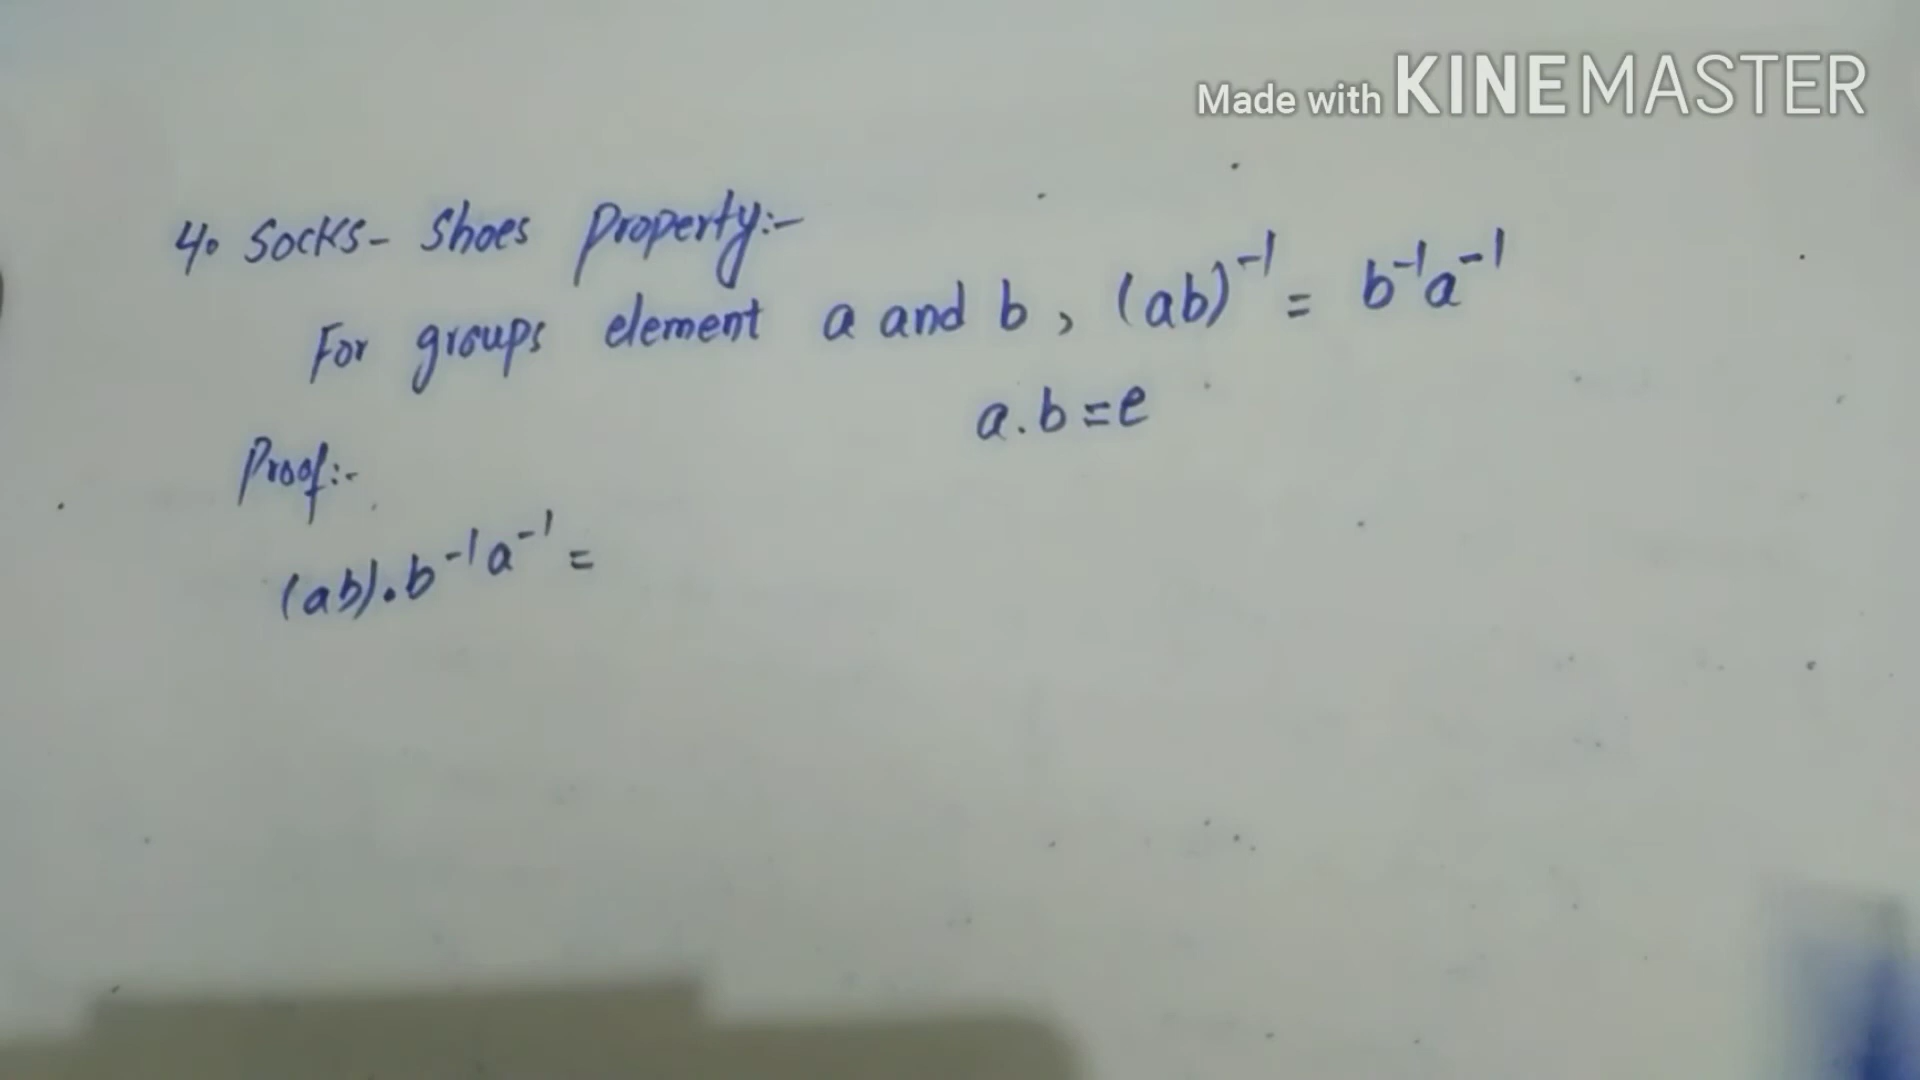 Made with KINEMASTER
4. Socks- Shoes Property:-
For groups element a and b, (ab)⁻¹ = b⁻¹a⁻¹
a.b=e
Proof:-
(ab).b⁻¹a⁻¹=